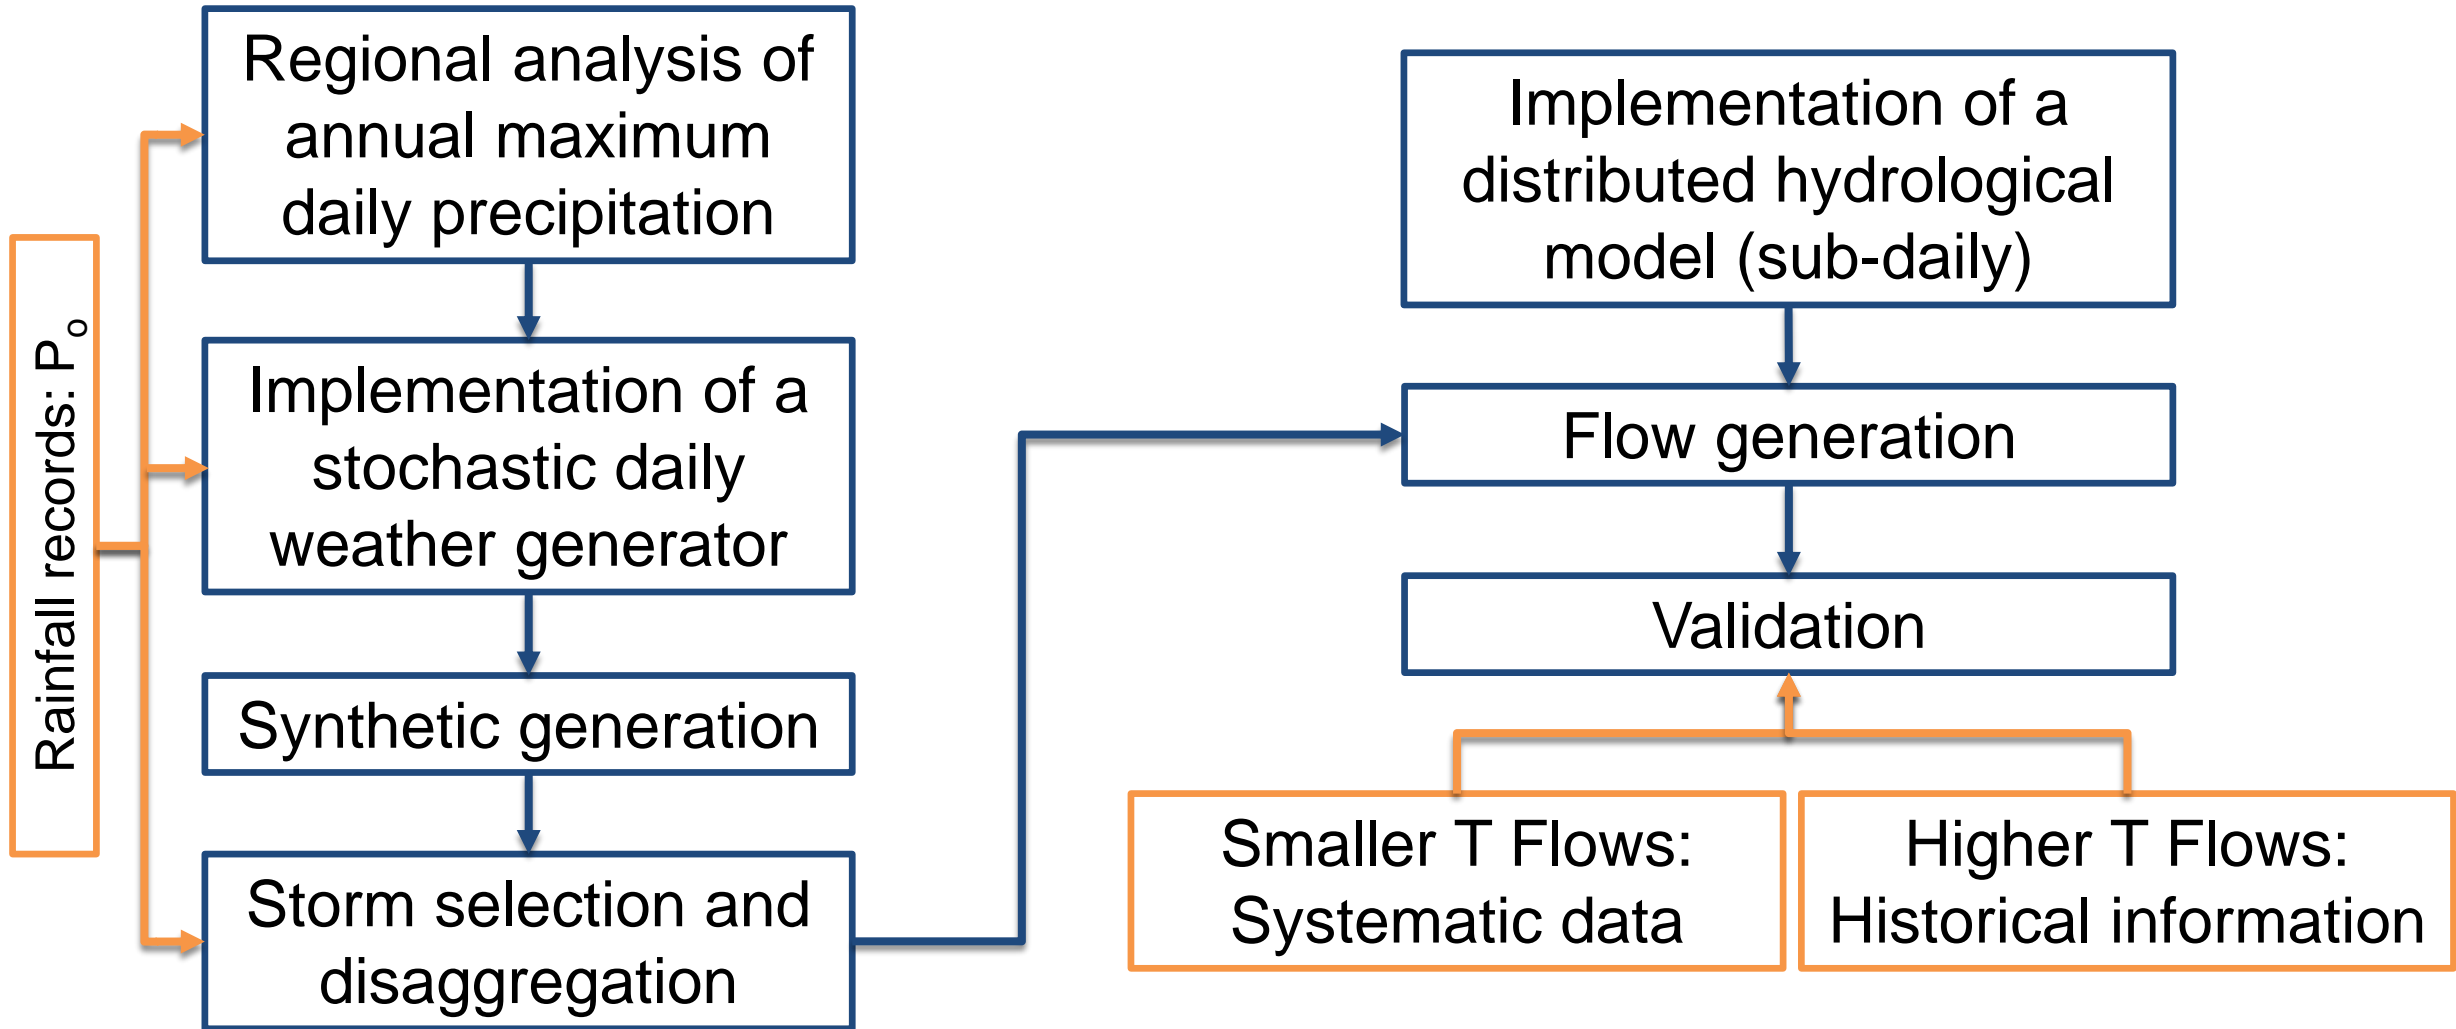 Rainfall records: Po
Regional analysis of
annual maximum
daily precipitation
Implementation of a
stochastic daily
weather generator
Synthetic generation
Storm selection and
disaggregation
Implementation of a
distributed hydrological
model (sub-daily)
Flow generation
Validation
Smaller T Flows:
Systematic data
Higher T Flows:
Historical information